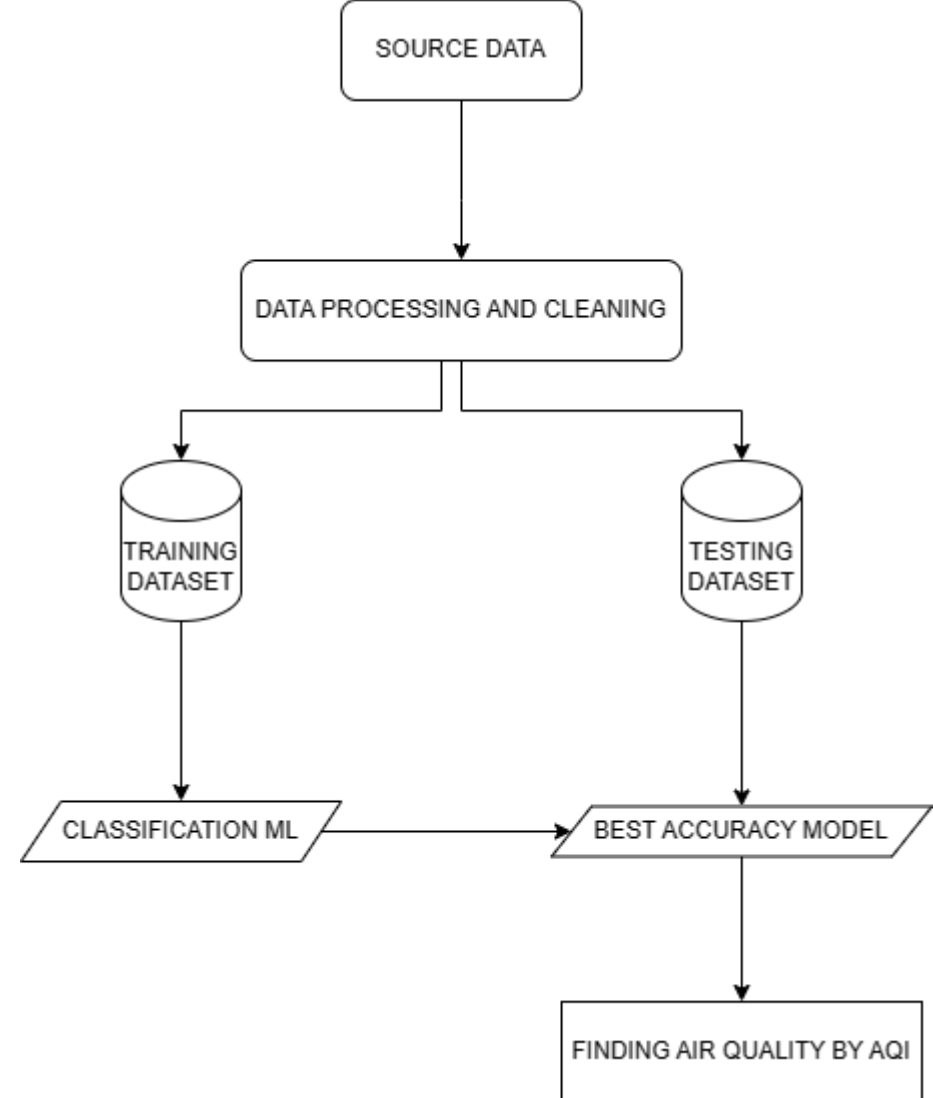 SOURCE DATA
DATA PROCESSING AND CLEANING
TRAINING
DATASET
TESTING
DATASET
CLASSIFICATION ML
BEST ACCURACY MODEL
FINDING AIR QUALITY BY AQI